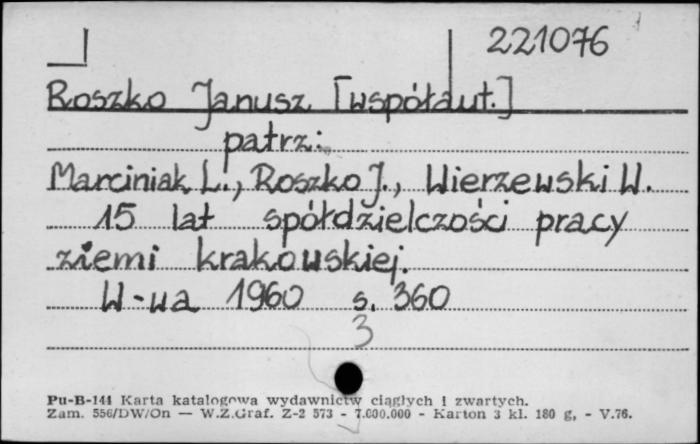 221076
Roszko Janusz [współaut.]
patrz:
Marciniak L., Roszko J., Wierzewski W.
15 lat spółdzielczości pracy
ziemi krakowskiej.
W-wa 1960 s. 360
3
Pu-B-144 Karta katalogowa wydawnictw ciągłych i zwartych.
Zam. 556/DW/On — W.Z.Graf. Z-2 573 - 7.000.000 - Karton 3 kl. 180 g, - V.76.